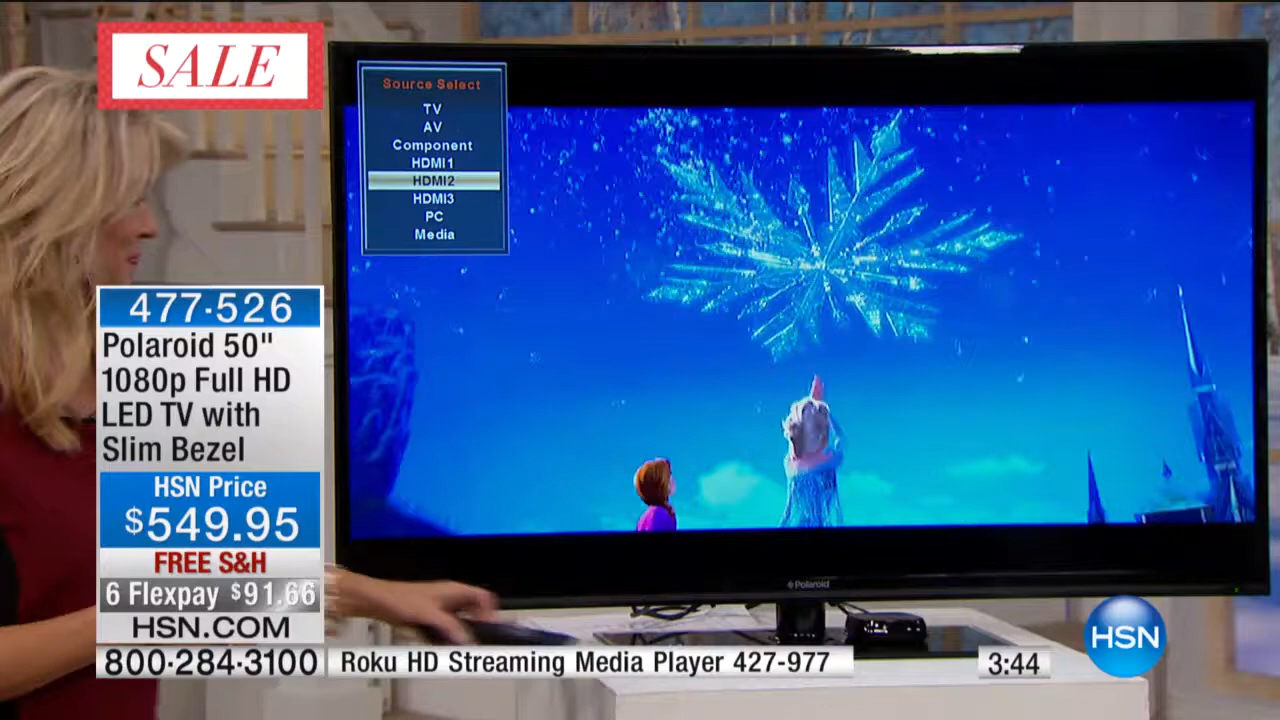 SALE
Source Select
TV
AV
Component
HDMI1
HDMI2
HDMI3
PC
Media
477·526
Polaroid 50"
1080p Full HD
LED TV with
Slim Bezel
HSN Price
$549.95
FREE S&H
6 Flexpay $91.66
HSN.COM
800·284·3100
Polaroid
HSN
Roku HD Streaming Media Player 427-977
3:44